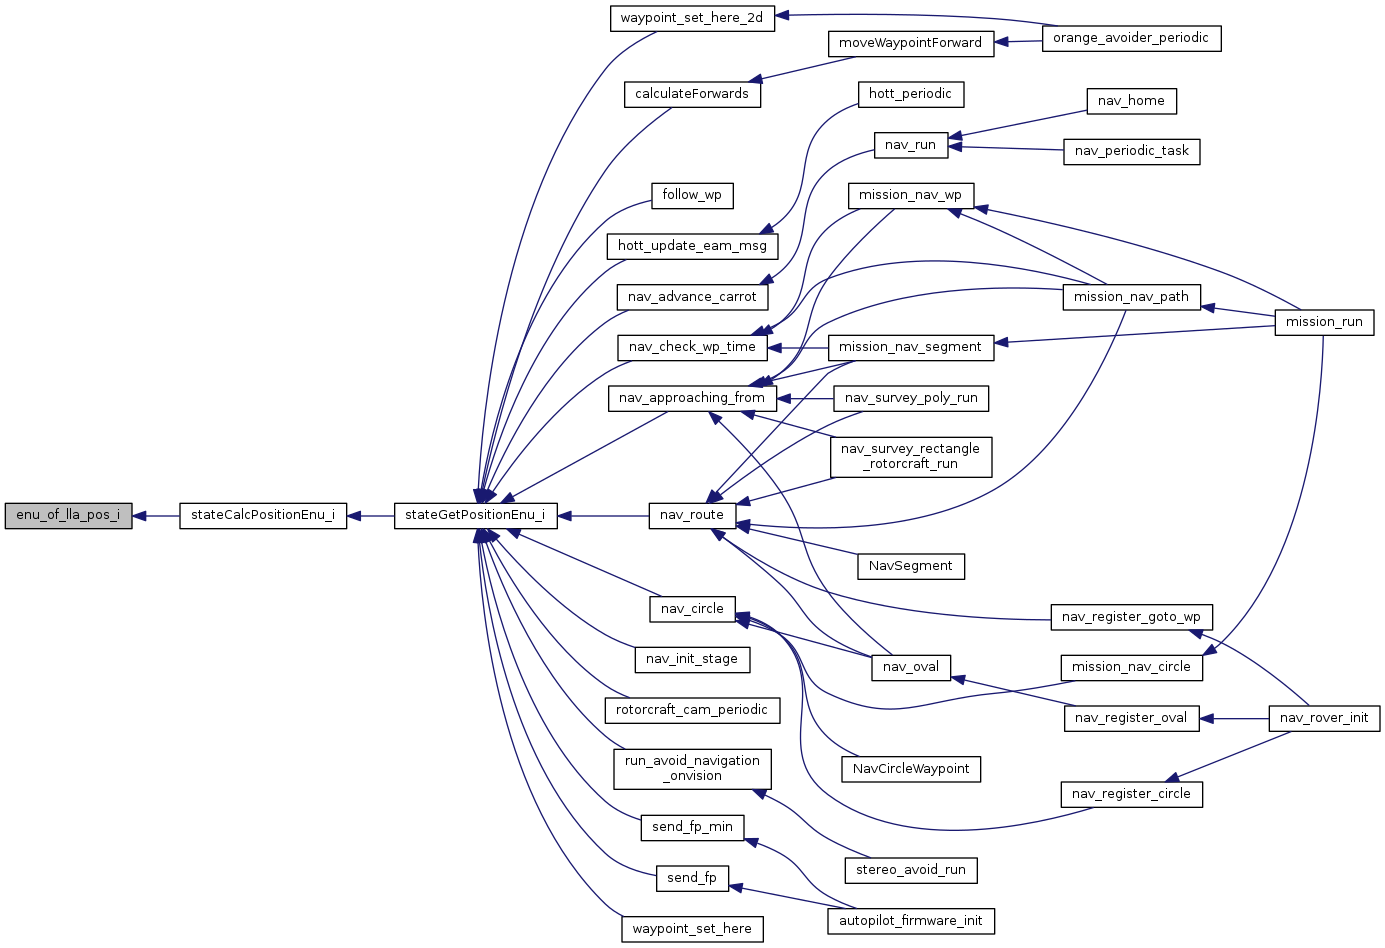 enu_of_lla_pos_i
stateCalcPositionEnu_i
stateGetPositionEnu_i
waypoint_set_here_2d
calculateForwards
follow_wp
hott_update_eam_msg
nav_advance_carrot
nav_check_wp_time
nav_approaching_from
nav_route
nav_circle
nav_init_stage
rotorcraft_cam_periodic
run_avoid_navigation
_onvision
send_fp_min
send_fp
waypoint_set_here
moveWaypointForward
hott_periodic
nav_run
mission_nav_wp
mission_nav_segment
nav_survey_poly_run
nav_survey_rectangle
_rotorcraft_run
NavSegment
nav_oval
NavCircleWaypoint
stereo_avoid_run
autopilot_firmware_init
orange_avoider_periodic
nav_home
nav_periodic_task
mission_nav_path
nav_register_goto_wp
mission_nav_circle
nav_register_oval
nav_register_circle
mission_run
nav_rover_init